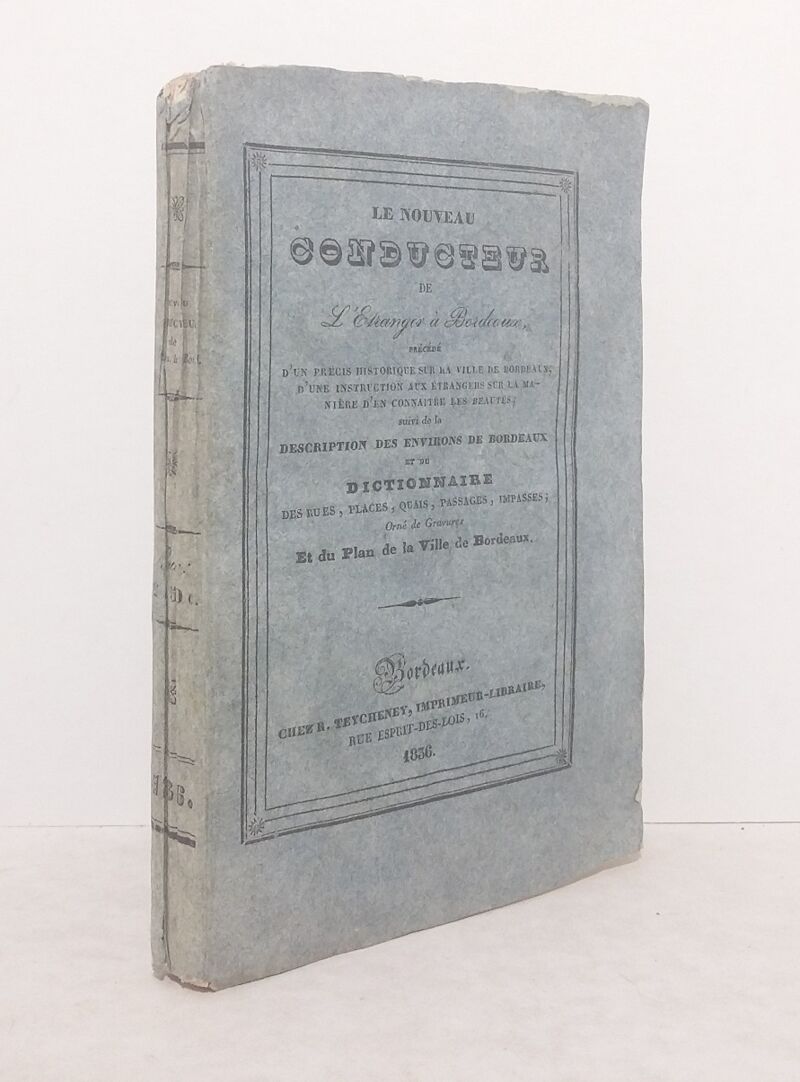 LE NOUVEAU
CONDUCTEUR
DE
L'Etranger à Bordeaux,
PRÉCÉDÉ
D'UN PRÉCIS HISTORIQUE SUR LA VILLE DE BORDEAUX;
D'UNE INSTRUCTION AUX ÉTRANGERS SUR LA MA-
NIÈRE D'EN CONNAITRE LES BEAUTÉS;
suivi de la
DESCRIPTION DES ENVIRONS DE BORDEAUX
ET DU
DICTIONNAIRE
DES RUES, PLACES, QUAIS, PASSAGES, IMPASSES;
Orné de Gravures
Et du Plan de la Ville de Bordeaux.
Bordeaux.
CHEZ R. TEYCHENEY, IMPRIMEUR-LIBRAIRE,
RUE ESPRIT-DES-LOIS, 16.
1836.
de